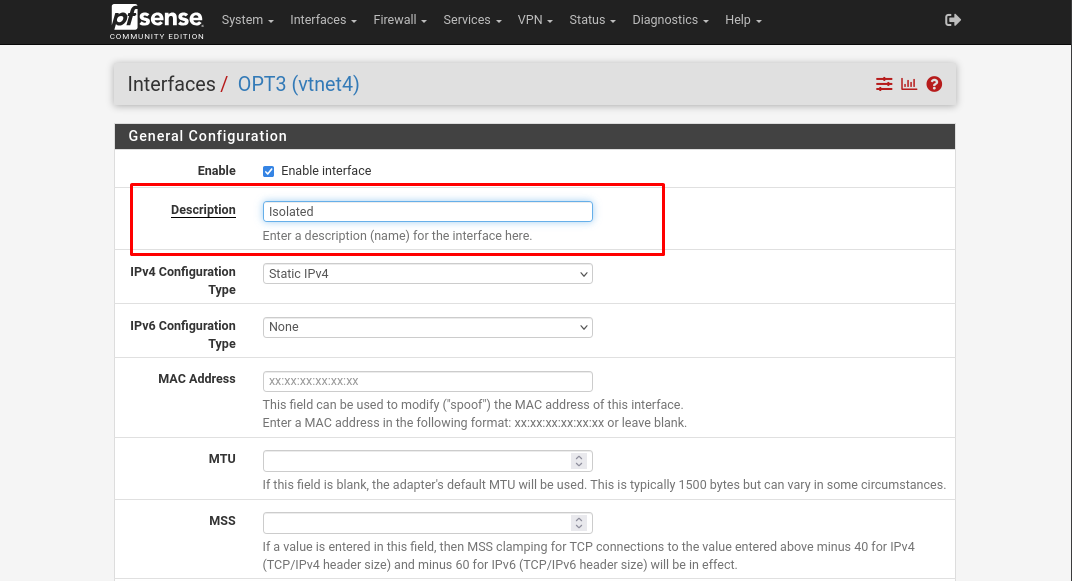 pfsense
COMMUNITY EDITION
System Interfaces Firewall Services VPN Status Diagnostics Help
Interfaces / OPT3 (vtnet4)
General Configuration
Enable Enable interface
Description Isolated
Enter a description (name) for the interface here.
IPv4 Configuration Type Static IPv4
IPv6 Configuration Type None
MAC Address xx:xx:xx:xx:xx:xx
This field can be used to modify ("spoof") the MAC address of this interface.
Enter a MAC address in the following format: xx:xx:xx:xx:xx:xx or leave blank.
MTU
If this field is blank, the adapter's default MTU will be used. This is typically 1500 bytes but can vary in some circumstances.
MSS
If a value is entered in this field, then MSS clamping for TCP connections to the value entered above minus 40 for IPv4
(TCP/IPv4 header size) and minus 60 for IPv6 (TCP/IPv6 header size) will be in effect.